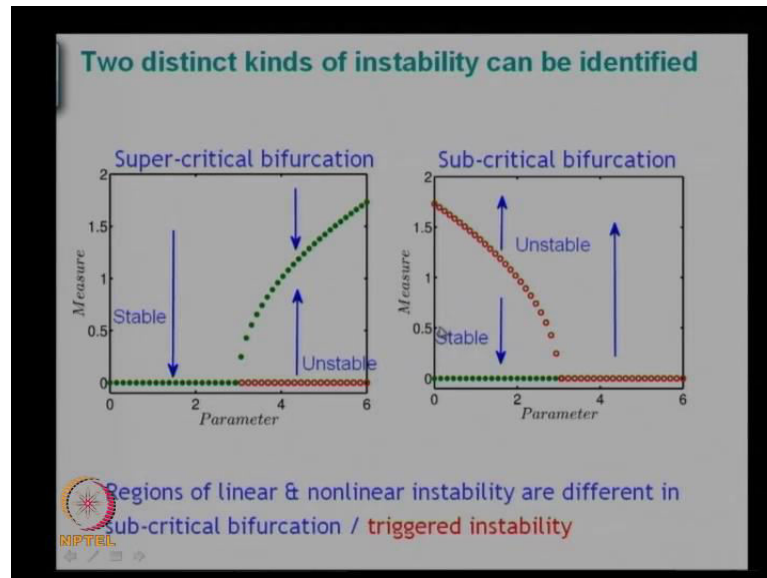 Two distinct kinds of instability can be identified
Super-critical bifurcation
2
1.5
1
0.5
0
Measure
Stable
Unstable
0 2 4 6
Parameter
Sub-critical bifurcation
2
1.5
1
0.5
0
Measure
Unstable
Stable
0 2 4 6
Parameter
Regions of linear & nonlinear instability are different in
sub-critical bifurcation / triggered instability
NPTEL